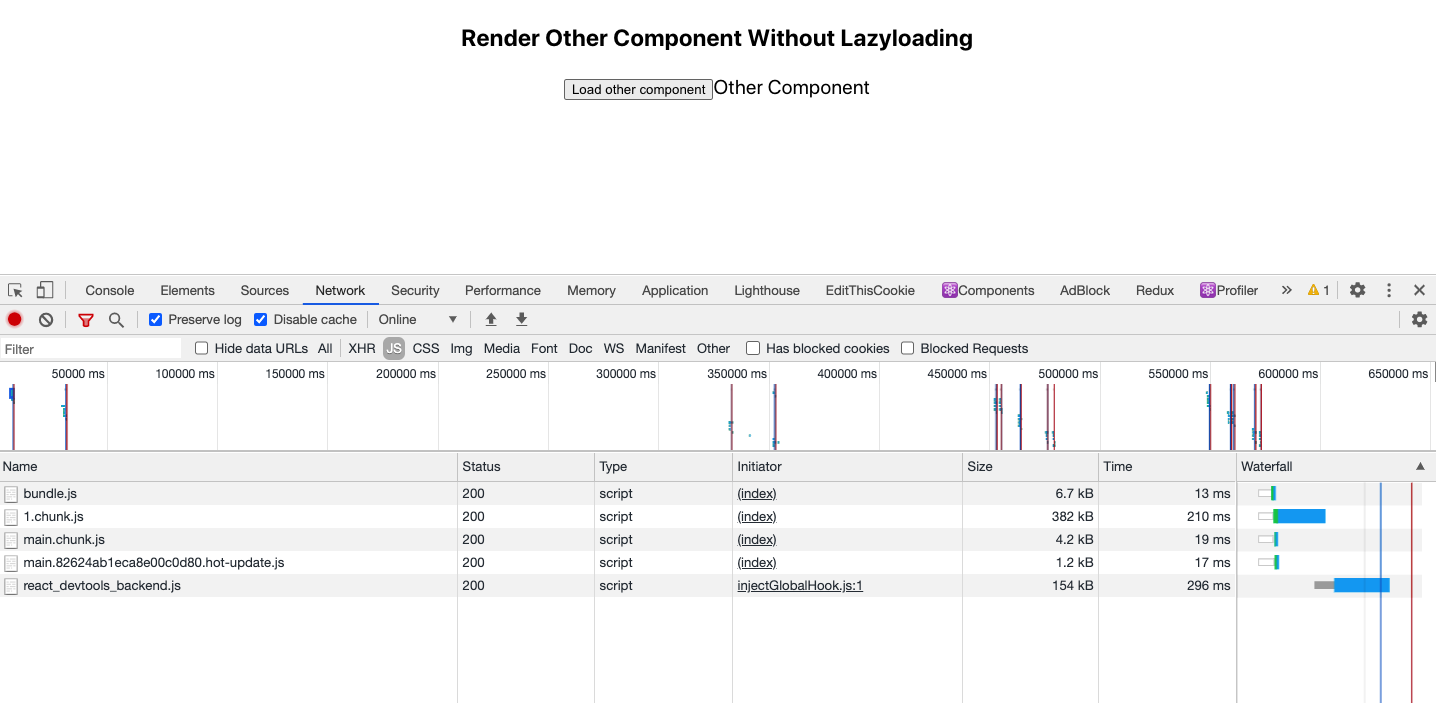 Render Other Component Without Lazyloading
Load other component Other Component
Console Elements Sources Network Security Performance Memory Application Lighthouse EditThisCookie Components AdBlock Redux Profiler » 1
Preserve log Disable cache Online
Filter Hide data URLs All XHR JS CSS Img Media Font Doc WS Manifest Other Has blocked cookies Blocked Requests
50000 ms 100000 ms 150000 ms 200000 ms 250000 ms 300000 ms 350000 ms 400000 ms 450000 ms 500000 ms 550000 ms 600000 ms 650000 ms
Name Status Type Initiator Size Time Waterfall
bundle.js 200 script (index) 6.7 kB 13 ms
1.chunk.js 200 script (index) 382 kB 210 ms
main.chunk.js 200 script (index) 4.2 kB 19 ms
main.82624ab1eca8e00c0d80.hot-update.js 200 script (index) 1.2 kB 17 ms
react_devtools_backend.js 200 script injectGlobalHook.js:1 154 kB 296 ms